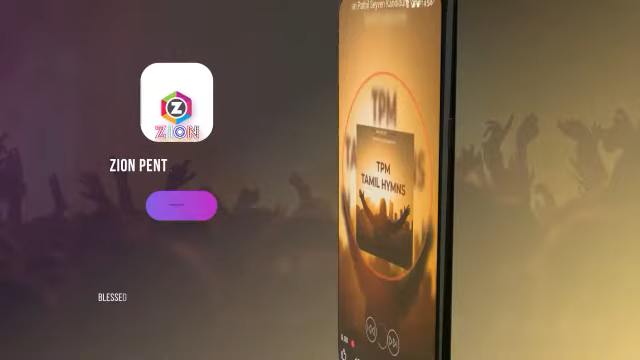 Z
ZION
ZION PENT
BLESSED
TPM
TPM
TAMIL HYMNS